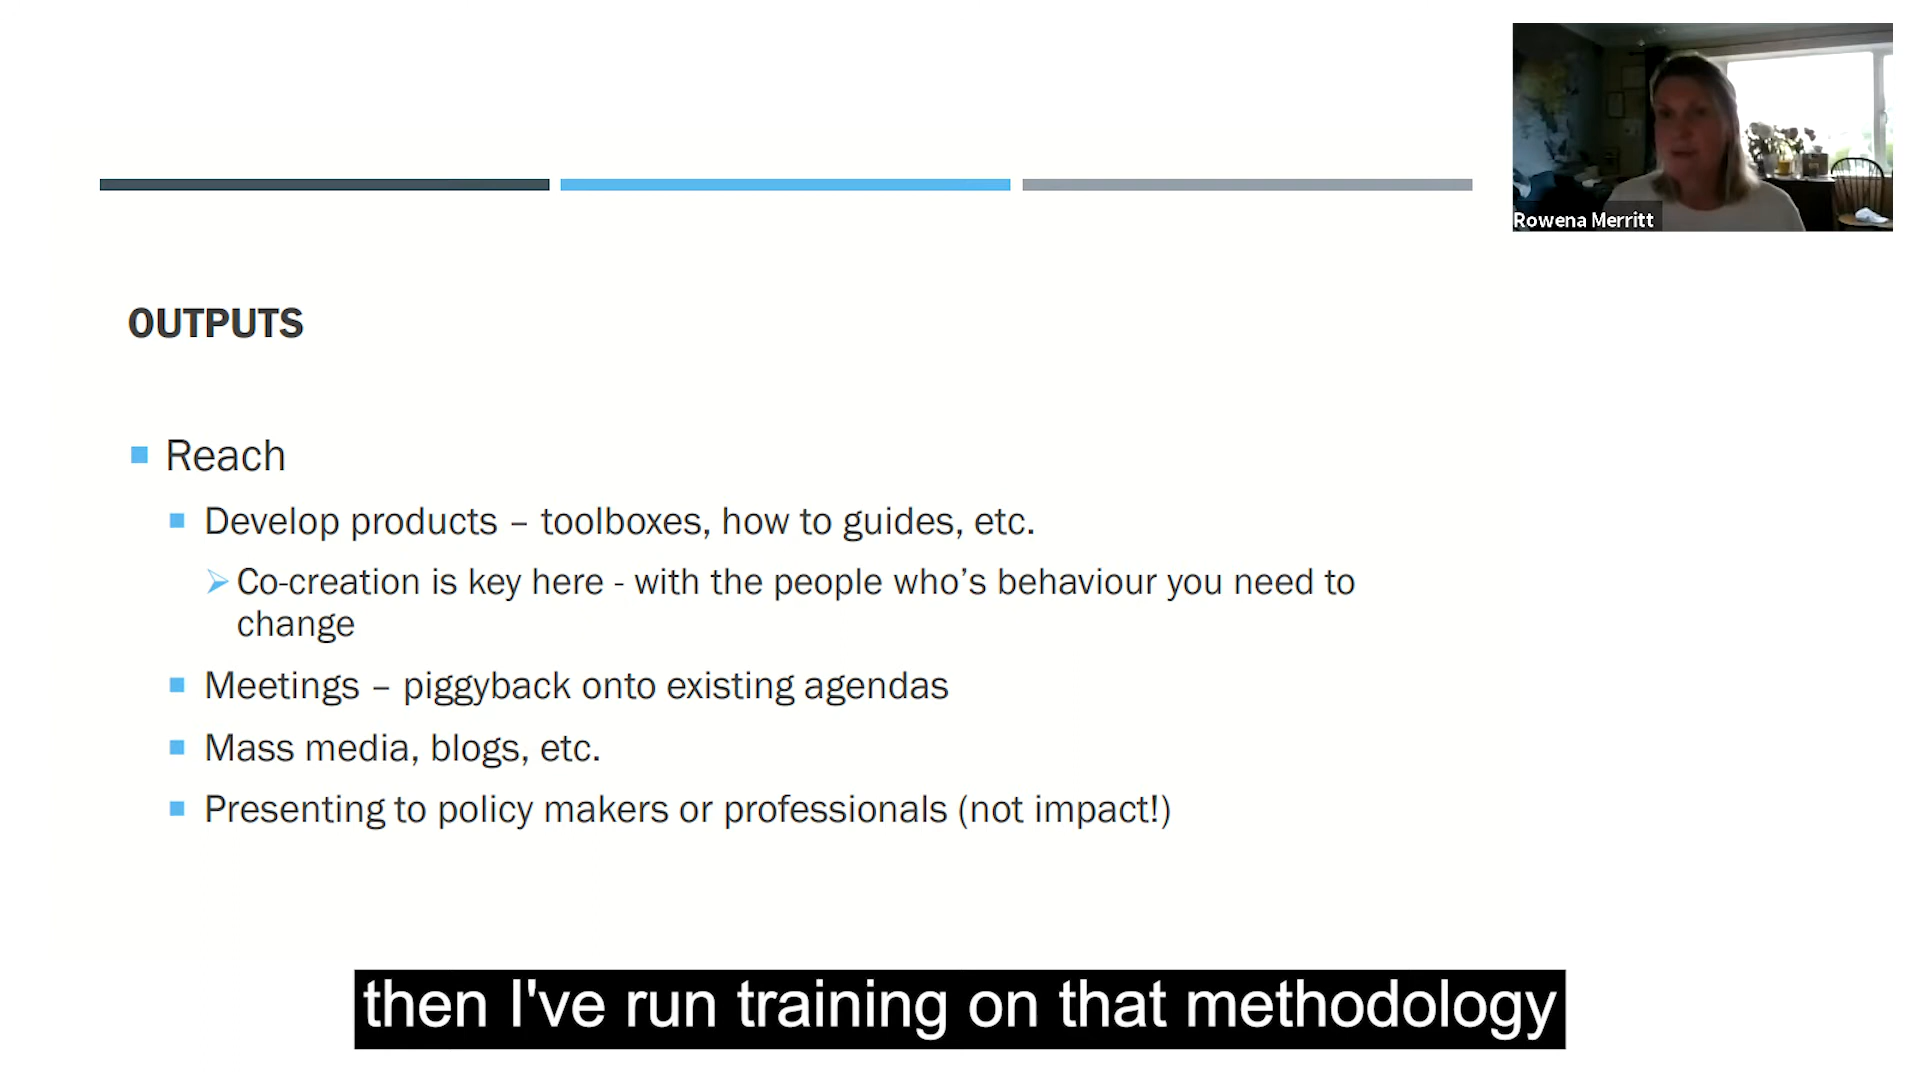 Rowena Merritt
OUTPUTS
Reach
Develop products – toolboxes, how to guides, etc.
Co-creation is key here - with the people who’s behaviour you need to
change
Meetings – piggyback onto existing agendas
Mass media, blogs, etc.
Presenting to policy makers or professionals (not impact!)
then I've run training on that methodology